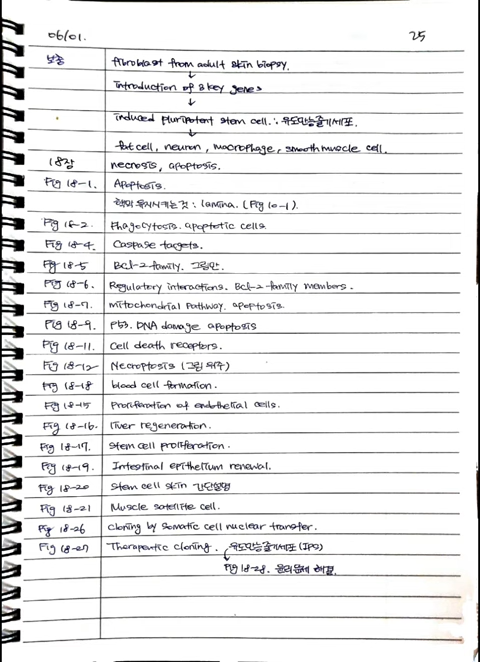 06/01. 25
보충 fibroblast from adult skin biopsy.
↓
introduction of 3 key genes
↓
induced pluripotent stem cell. : 유도만능줄기세포.
↓
fat cell, neuron, macrophage, smooth muscle cell.
18장 necrosis, apoptosis.
Fig 18-1. Apoptosis.
핵의 유지시키는 것 : lamina. (Fig 10-1).
Fig 18-2. Phagocytosis. apoptotic cells.
Fig 18-4. Caspase targets.
Fig 18-5 Bcl-2 family. 그림만.
Fig 18-6. Regulatory interactions. Bcl-2 family members.
Fig 18-7. mitochondrial pathway. apoptosis.
Fig 18-9. P53. DNA damage apoptosis
Fig 18-11. Cell death receptors.
Fig 18-12 Necroptosis (그림 위주)
Fig 18-18 blood cell formation.
Fig 18-15 Proliferation of endothelial cells.
Fig 18-16. liver regeneration.
Fig 18-17. Stem cell proliferation.
Fig 18-19. Intestinal epithelium renewal.
Fig 18-20 Stem cell skin 간단설명
Fig 18-21 Muscle satellite cell.
Fig 18-26 Cloning by somatic cell nuclear transfer.
Fig 18-27 Therapeutic cloning. 유도만능줄기세포 (iPS)
Fig 18-28. 윤리문제 해결.